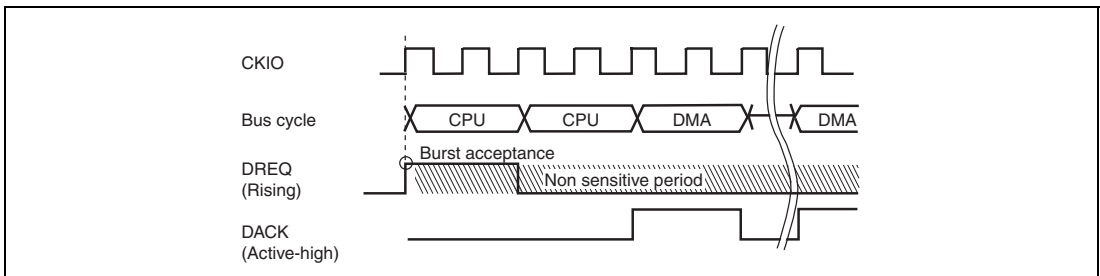 CKIO
Bus cycle
CPU
CPU
DMA
DMA
DREQ
(Rising)
Burst acceptance
Non sensitive period
DACK
(Active-high)